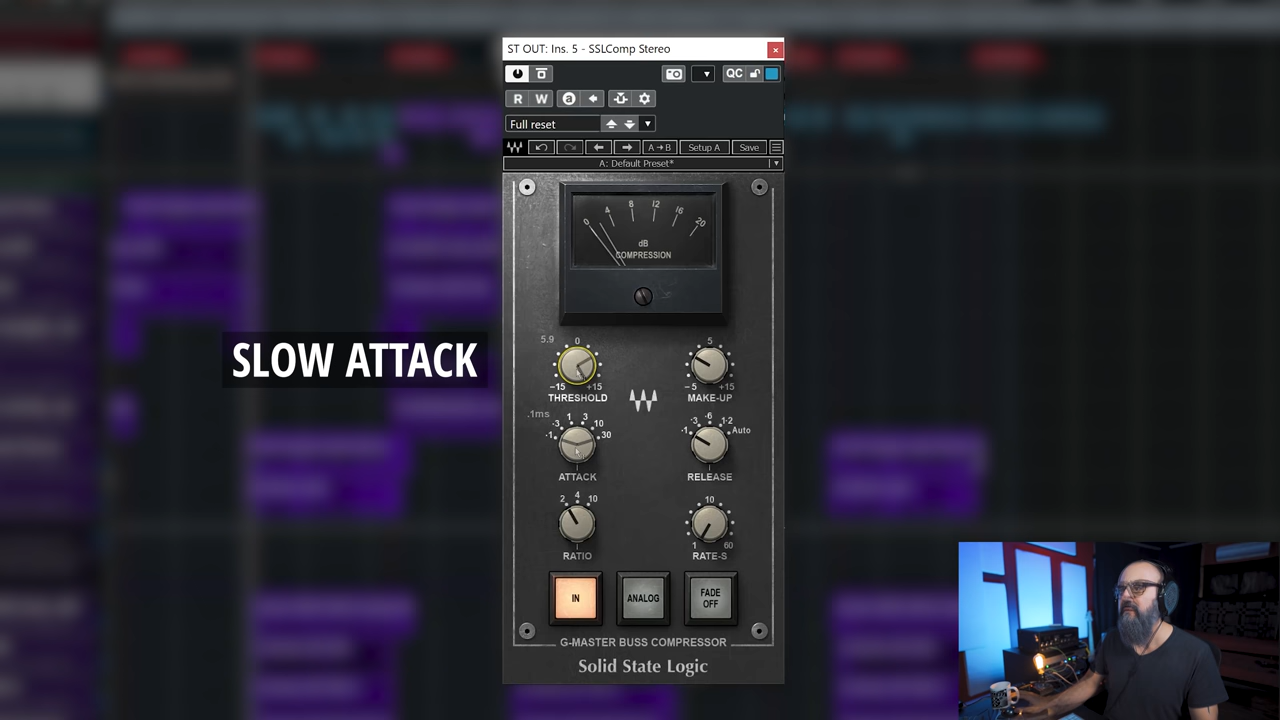 ST OUT: Ins. 5 - SSLComp Stereo
QC
R W a
Full reset
A→B Setup A Save
A: Default Preset*
0 4 8 12 16 20
dB
COMPRESSION
5.9 0
5
-15 +15
-5 +15
THRESHOLD
MAKE-UP
SLOW ATTACK
.1ms
.1 .3 1 3 10 30
.1 .3 .6 1.2 Auto
ATTACK
RELEASE
2 4 10
10
1 60
RATIO
RATE-S
IN
ANALOG
FADE
OFF
G-MASTER BUSS COMPRESSOR
Solid State Logic